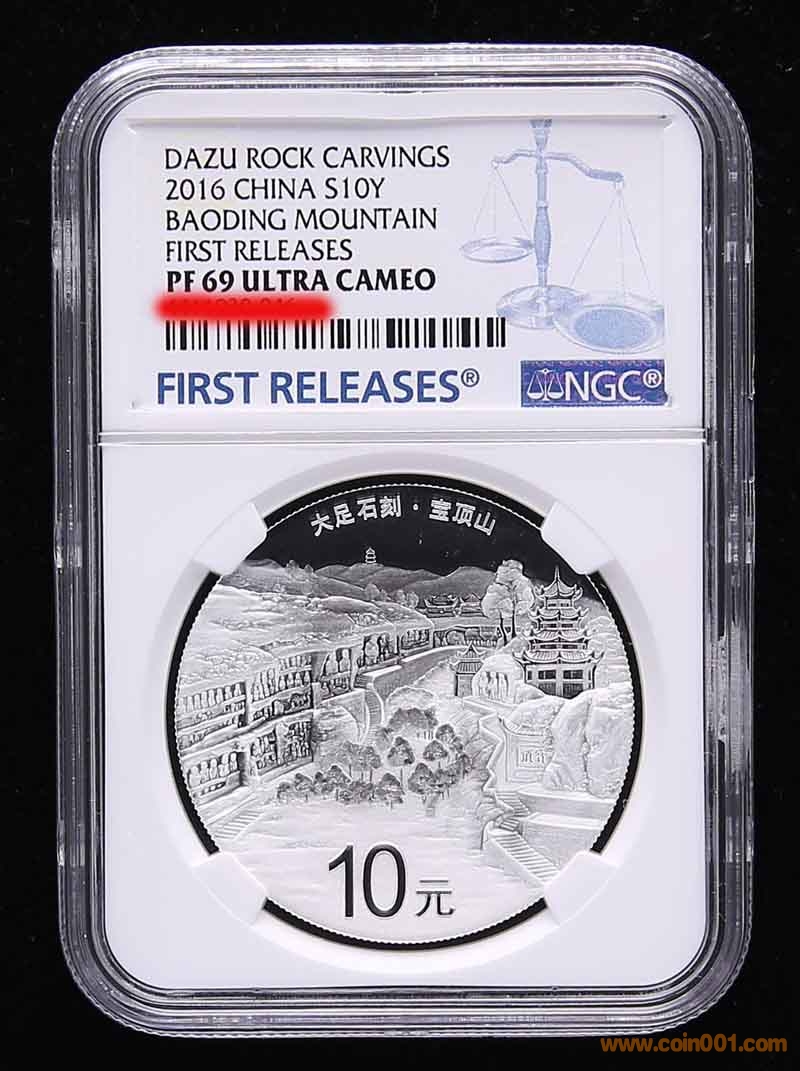 DAZU ROCK CARVINGS
2016 CHINA S10Y
BAODING MOUNTAIN
FIRST RELEASES
PF 69 ULTRA CAMEO
FIRST RELEASES®
NGC®
大足石刻·宝顶山
10元
www.coin001.com